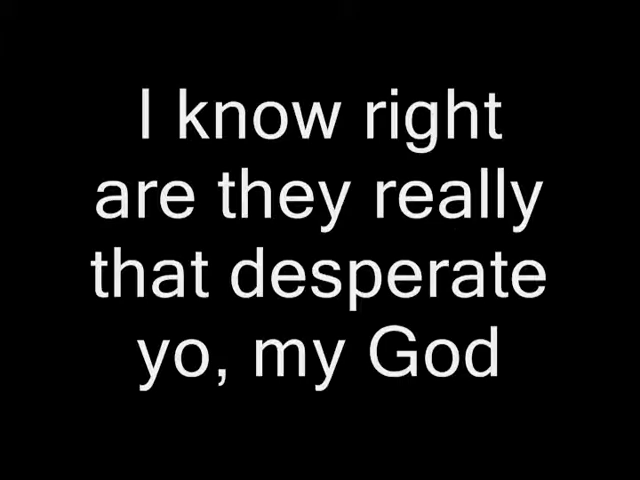 I know right
are they really
that desperate
yo, my God